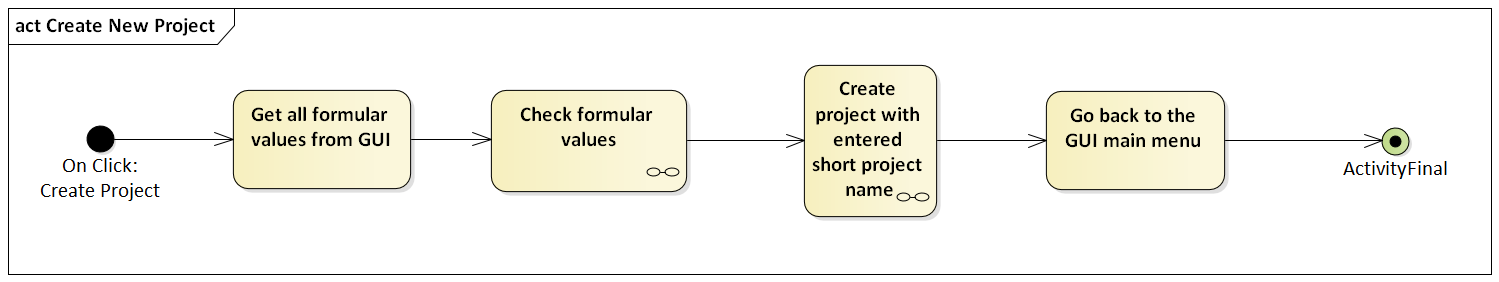 act Create New Project
On Click:
Create Project
Get all formular
values from GUI
Check formular
values
Create
project with
entered
short project
name
Go back to the
GUI main menu
ActivityFinal